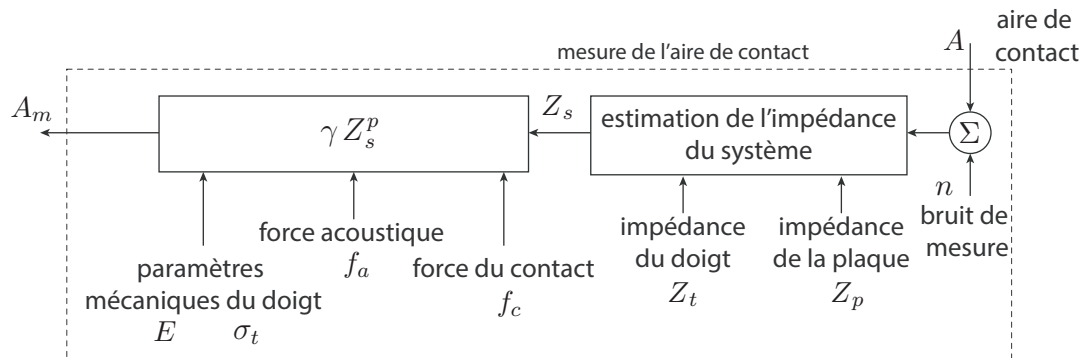 aire de
contact
A
mesure de l'aire de contact
A_m
γ Z_s^p
Z_s
estimation de l'impédance
du système
Σ
n
bruit de
mesure
force acoustique
f_a
impédance
du doigt
Z_t
impédance
de la plaque
Z_p
paramètres
mécaniques du doigt
E σ_t
force du contact
f_c